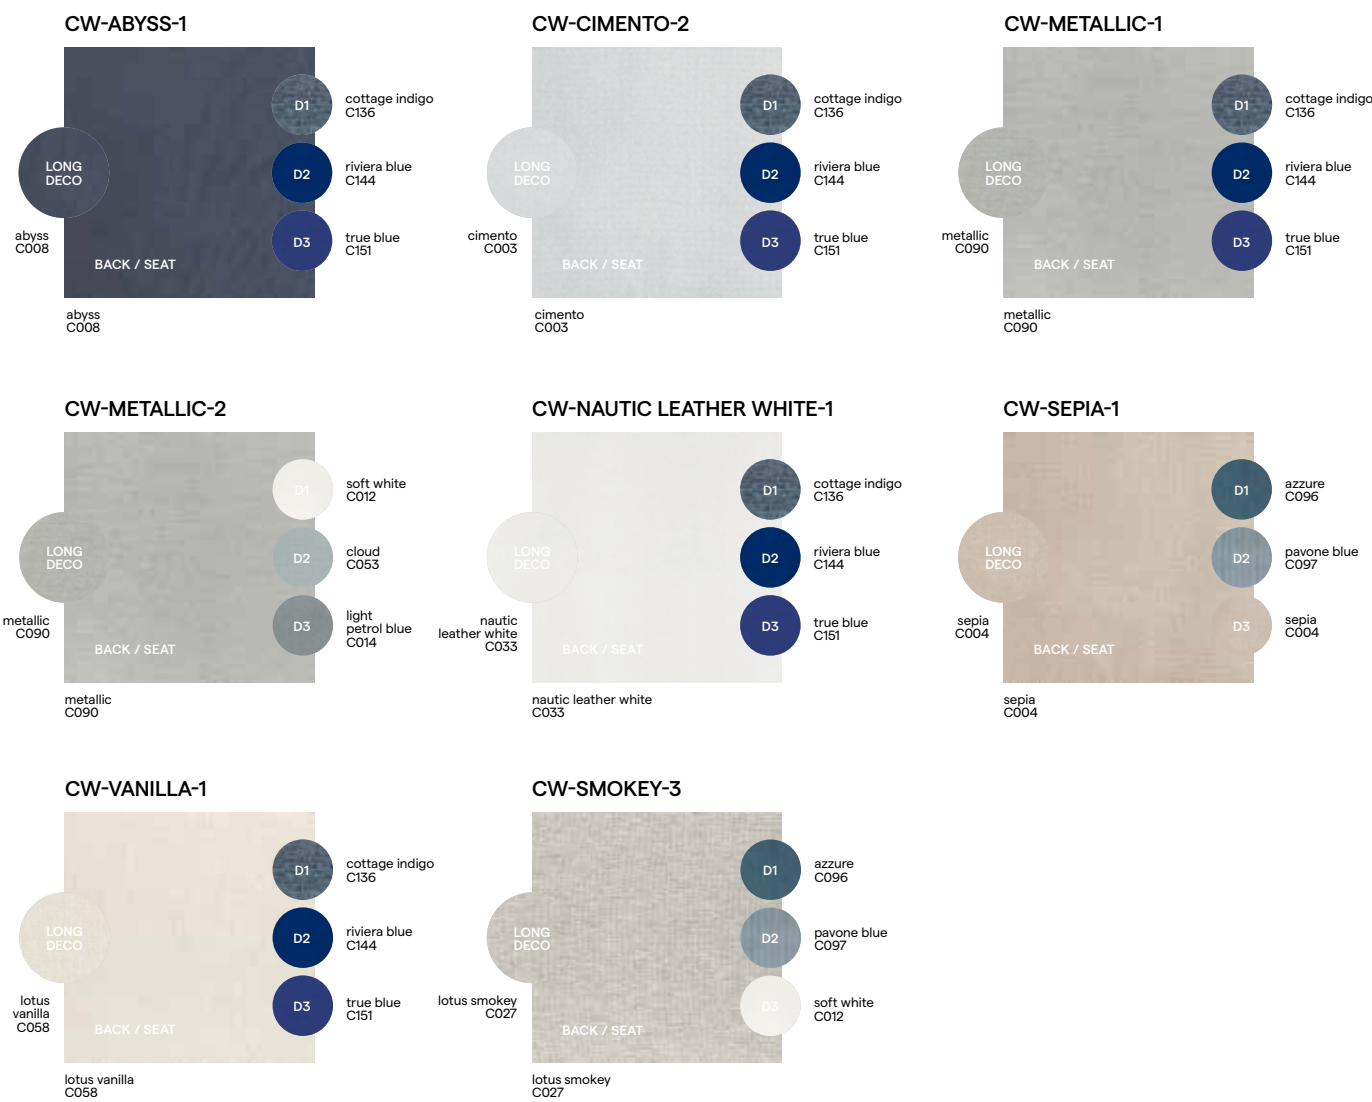 CW-ABYSS-1
D1
cottage indigo
C136
LONG
DECO
D2
riviera blue
C144
abyss
C008
D3
true blue
C151
BACK / SEAT
abyss
C008
CW-CIMENTO-2
D1
cottage indigo
C136
LONG
DECO
D2
riviera blue
C144
cimento
C003
D3
true blue
C151
BACK / SEAT
cimento
C003
CW-METALLIC-1
D1
cottage indigo
C136
LONG
DECO
D2
riviera blue
C144
metallic
C090
D3
true blue
C151
BACK / SEAT
metallic
C090
CW-METALLIC-2
D1
soft white
C012
LONG
DECO
D2
cloud
C053
metallic
C090
D3
light
petrol blue
C014
BACK / SEAT
metallic
C090
CW-NAUTIC LEATHER WHITE-1
D1
cottage indigo
C136
LONG
DECO
D2
riviera blue
C144
nautic
leather white
C033
D3
true blue
C151
BACK / SEAT
nautic leather white
C033
CW-SEPIA-1
D1
azzure
C096
LONG
DECO
D2
pavone blue
C097
sepia
C004
D3
sepia
C004
BACK / SEAT
sepia
C004
CW-VANILLA-1
D1
cottage indigo
C136
LONG
DECO
D2
riviera blue
C144
lotus
vanilla
C058
D3
true blue
C151
BACK / SEAT
lotus vanilla
C058
CW-SMOKEY-3
D1
azzure
C096
LONG
DECO
D2
pavone blue
C097
lotus smokey
C027
D3
soft white
C012
BACK / SEAT
lotus smokey
C027